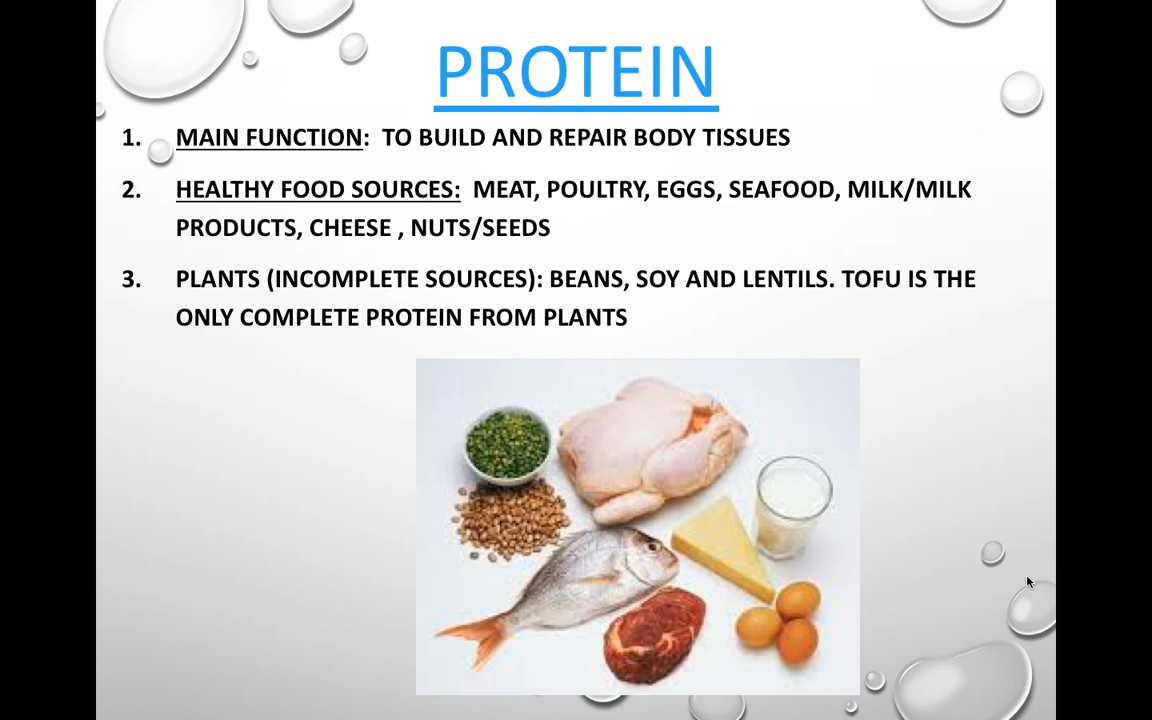 PROTEIN
1. MAIN FUNCTION: TO BUILD AND REPAIR BODY TISSUES
2. HEALTHY FOOD SOURCES: MEAT, POULTRY, EGGS, SEAFOOD, MILK/MILK
PRODUCTS, CHEESE , NUTS/SEEDS
3. PLANTS (INCOMPLETE SOURCES): BEANS, SOY AND LENTILS. TOFU IS THE
ONLY COMPLETE PROTEIN FROM PLANTS